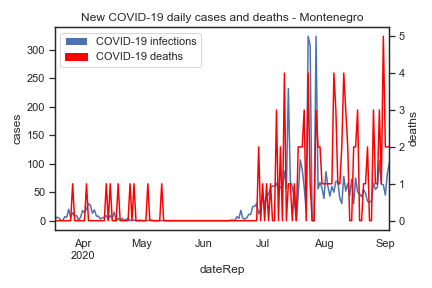 New COVID-19 daily cases and deaths - Montenegro
COVID-19 infections
COVID-19 deaths
300
250
200
150
100
50
0
cases
5
4
3
2
1
0
deaths
Apr
2020
May
Jun
Jul
Aug
Sep
dateRep